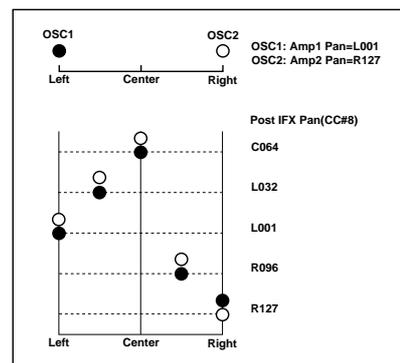 OSC1
OSC2
OSC1: Amp1 Pan=L001
OSC2: Amp2 Pan=R127
Left
Center
Right
Post IFX Pan(CC#8)
C064
L032
L001
R096
R127
Left
Center
Right